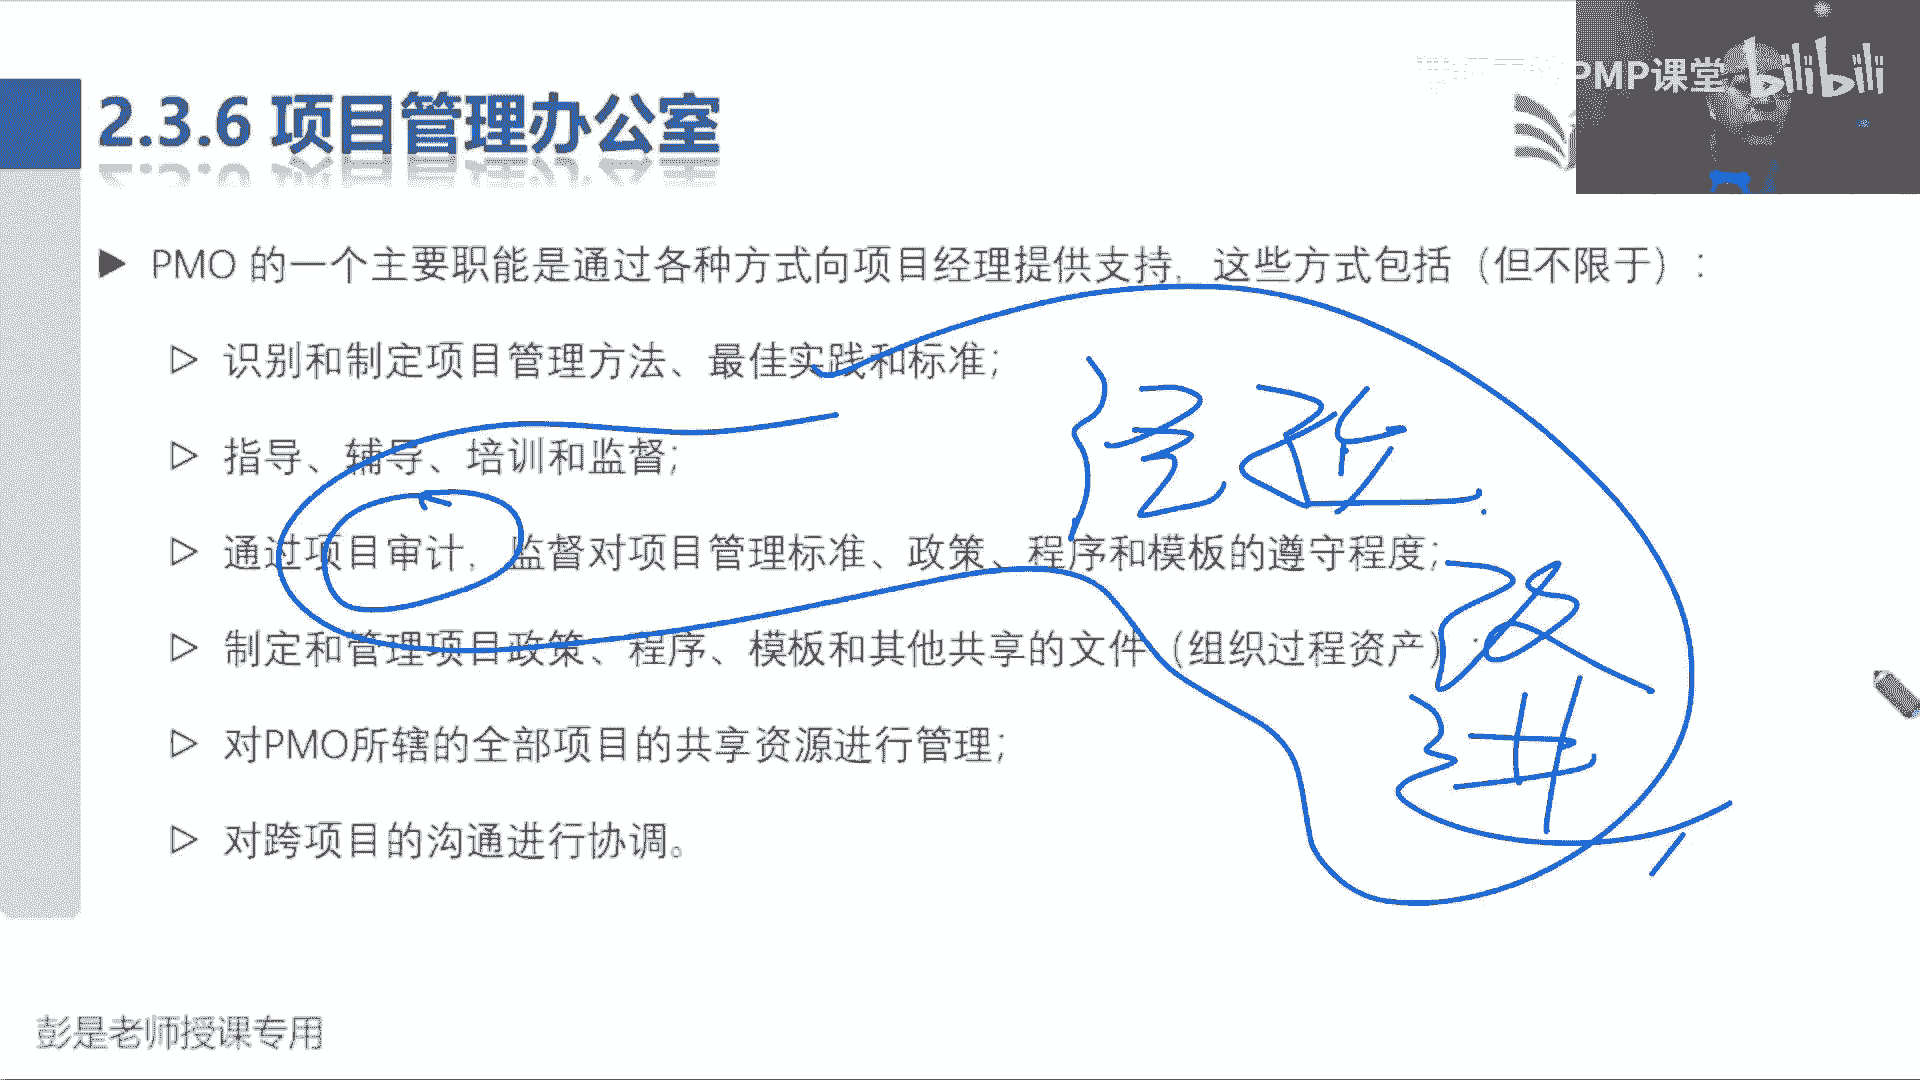 PMP课堂 bilibili
2.3.6 项目管理办公室
PMO 的一个主要职能是通过各种方式向项目经理提供支持，这些方式包括（但不限于）：
识别和制定项目管理方法、最佳实践和标准；
指导、辅导、培训和监督；
通过项目审计，监督对项目管理标准、政策、程序和模板的遵守程度；
制定和管理项目政策、程序、模板和其他共享的文件（组织过程资产）；
对PMO所辖的全部项目的共享资源进行管理；
对跨项目的沟通进行协调。
改
进
彭是老师授课专用